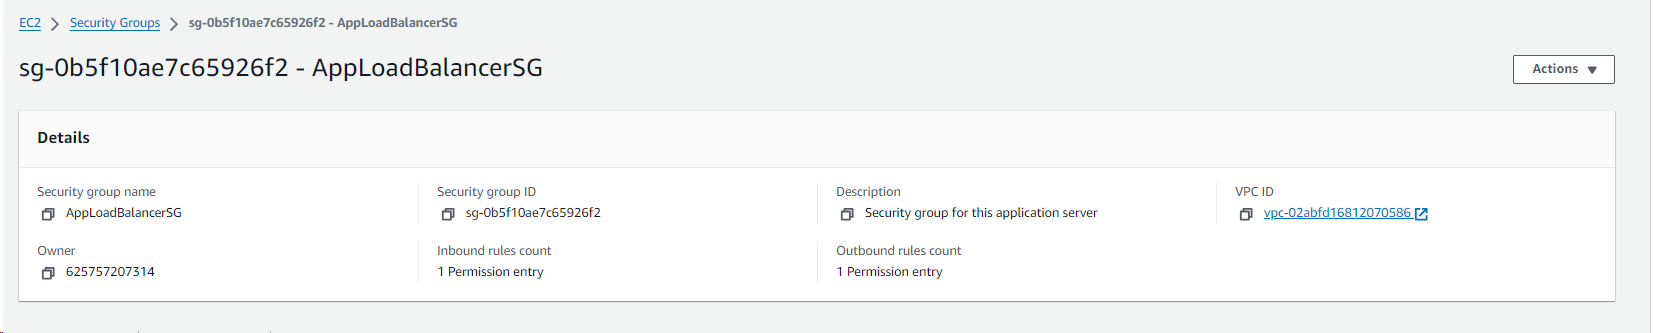 EC2 > Security Groups > sg-0b5f10ae7c65926f2 - AppLoadBalancerSG
sg-0b5f10ae7c65926f2 - AppLoadBalancerSG
Actions
Details
Security group name
AppLoadBalancerSG
Security group ID
sg-0b5f10ae7c65926f2
Description
Security group for this application server
VPC ID
vpc-02abfd16812070586
Owner
625757207314
Inbound rules count
1 Permission entry
Outbound rules count
1 Permission entry